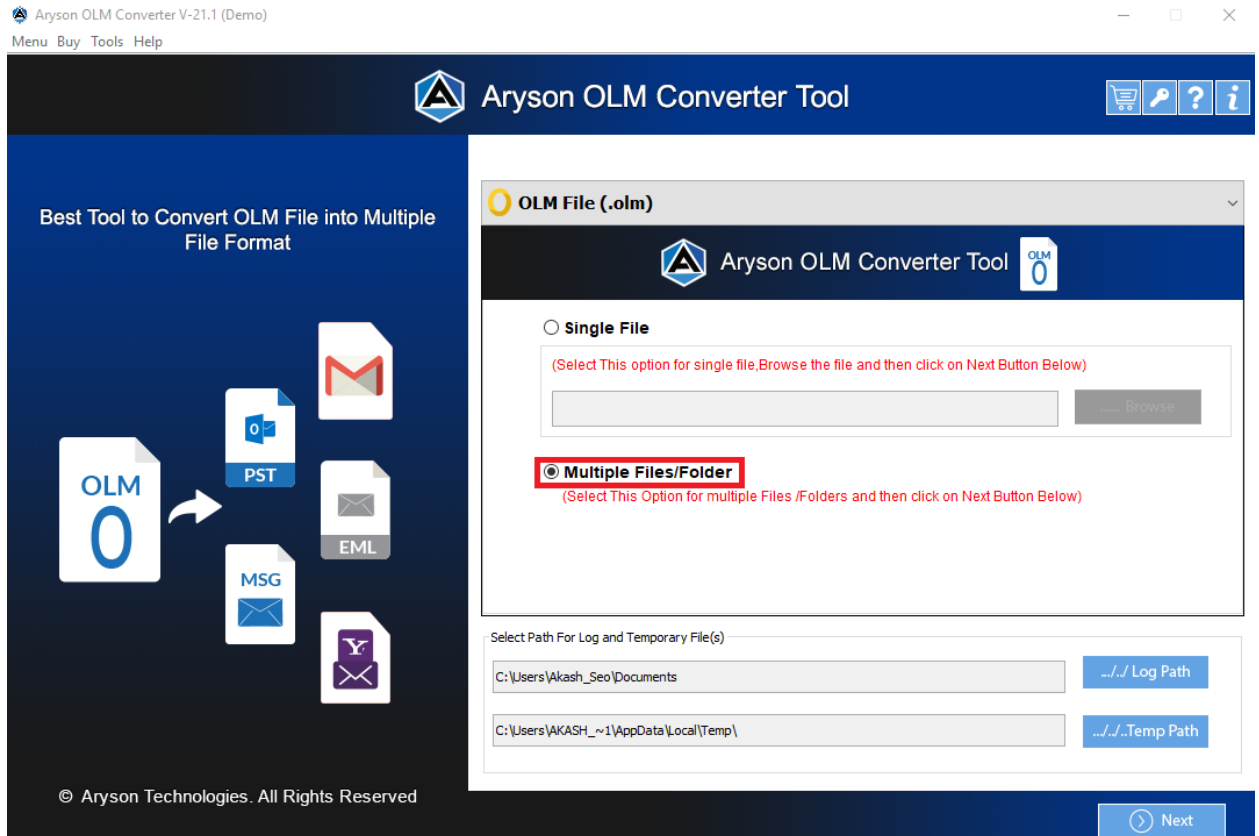 Aryson OLM Converter V-21.1 (Demo)
Menu Buy Tools Help
Aryson OLM Converter Tool
Best Tool to Convert OLM File into Multiple
File Format
OLM
PST
EML
MSG
© Aryson Technologies. All Rights Reserved
OLM File (.olm)
Aryson OLM Converter Tool
OLM
Single File
(Select This option for single file,Browse the file and then click on Next Button Below)
..... Browse
Multiple Files/Folder
(Select This Option for multiple Files /Folders and then click on Next Button Below)
Select Path For Log and Temporary File(s)
C:\Users\Akash_Seo\Documents
.../../ Log Path
C:\Users\AKASH_~1\AppData\Local\Temp\
.../../..Temp Path
Next